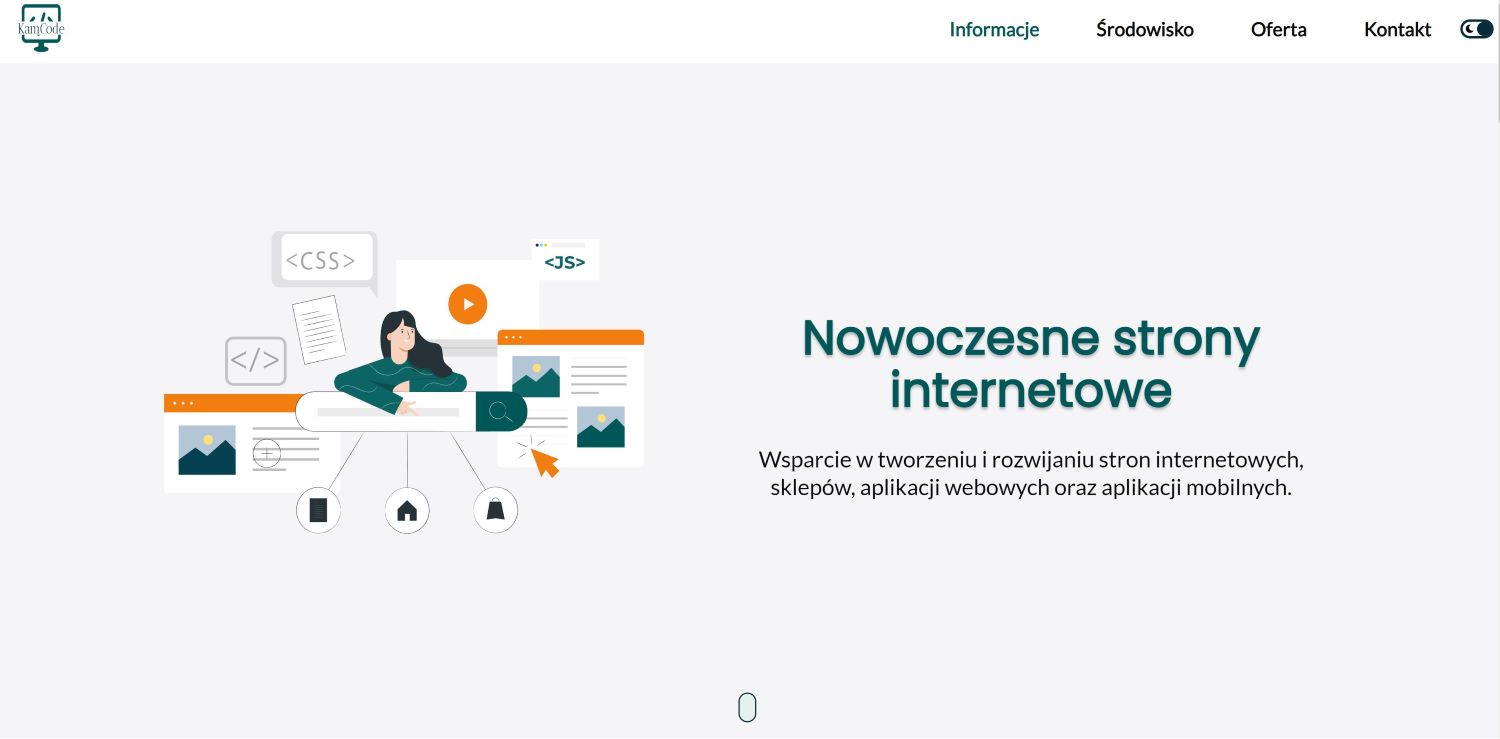 KamCode
Informacje
Środowisko
Oferta
Kontakt
<CSS>
<JS>
</>
Nowoczesne strony
internetowe
Wsparcie w tworzeniu i rozwijaniu stron internetowych,
sklepów, aplikacji webowych oraz aplikacji mobilnych.